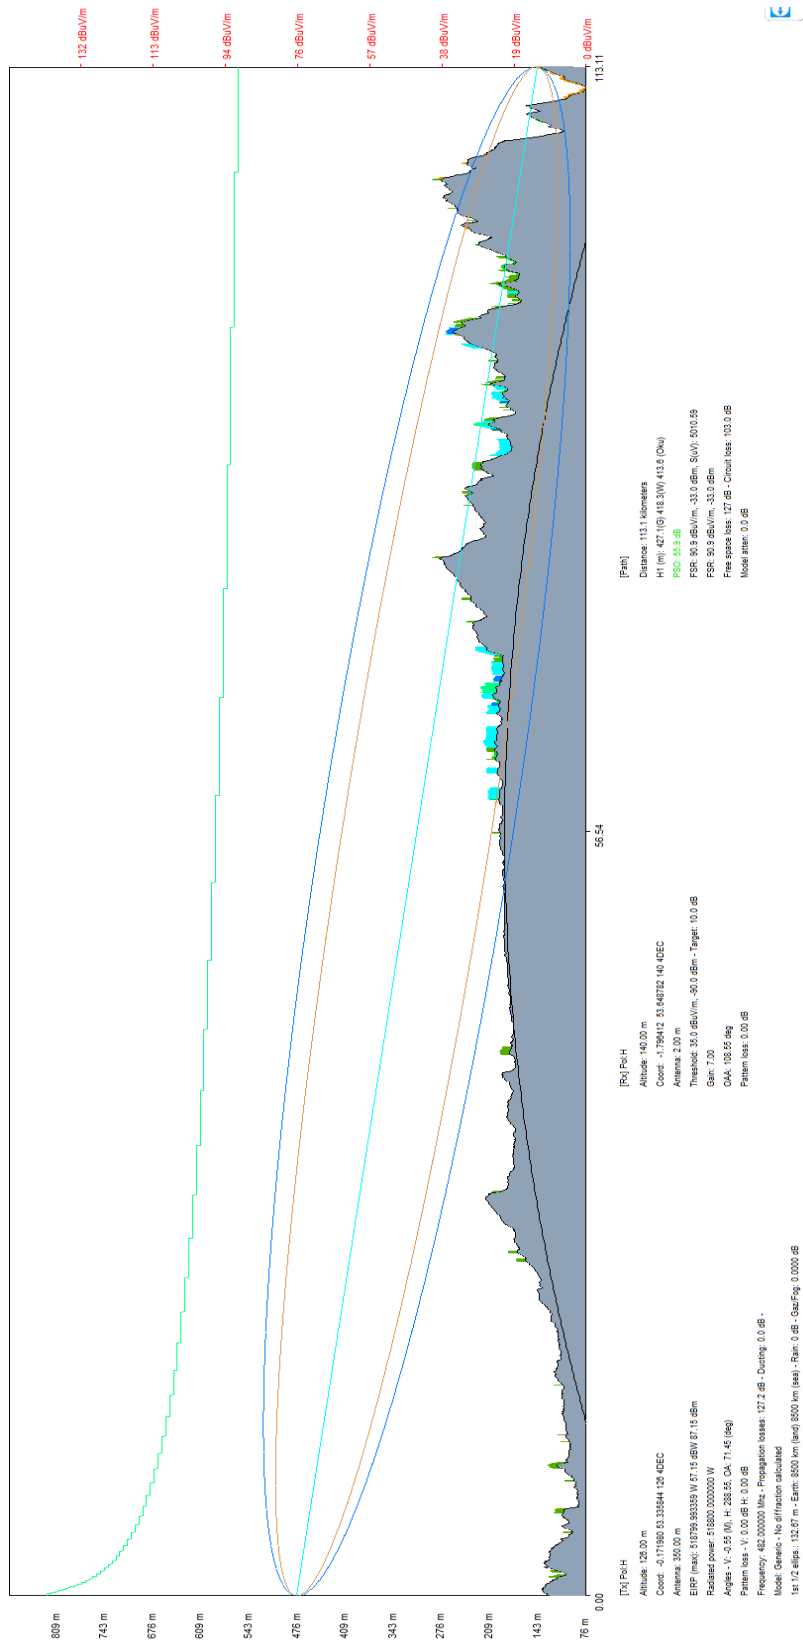 132 dBuV/m
113 dBuV/m
94 dBuV/m
76 dBuV/m
57 dBuV/m
38 dBuV/m
19 dBuV/m
0 dBuV/m
809 m
743 m
676 m
609 m
543 m
476 m
409 m
343 m
276 m
209 m
143 m
76 m
0.00
56.54
113.11
[Tx] Pol:H
Altitude: 126.00 m
Coord: -0.171980 53.335844 126 4DEC
Antenna: 350.00 m
EIRP (max): 518799.993359 W 57.15 dBW 87.15 dBm
Radiated power: 518800.0000000 W
Angles - V: -0.55 (M), H: 288.55, OA: 71.45 (deg)
Pattern loss - V: 0.00 dB H: 0.00 dB
Frequency: 482.000000 Mhz - Propagation losses: 127.2 dB - Ducting: 0.0 dB -
Model: Generic - No diffraction calculated
1st 1/2 ellips.: 132.67 m - Earth: 8500 km (land) 8500 km (sea) - Rain: 0 dB - Gaz/Fog: 0.0000 dB
[Rx] Pol:H
Altitude: 140.00 m
Coord: -1.796412 53.648782 140 4DEC
Antenna: 2.00 m
Threshold: 35.0 dBuV/m, -90.0 dBm - Target: 10.0 dB
Gain: 7.00
OAA: 108.55 deg
Pattern loss: 0.00 dB
[Path]
Distance: 113.1 kilometers
H1 (m): 427.1(G) 418.3(W) 413.6 (Oku)
PSO: 55.9 dB
FSR: 90.9 dBuV/m, -33.0 dBm, S(uV): 5010.59
FSR: 90.9 dBuV/m, -33.0 dBm
Free space loss: 127 dB - Circuit loss: 103.0 dB
Model atten: 0.0 dB